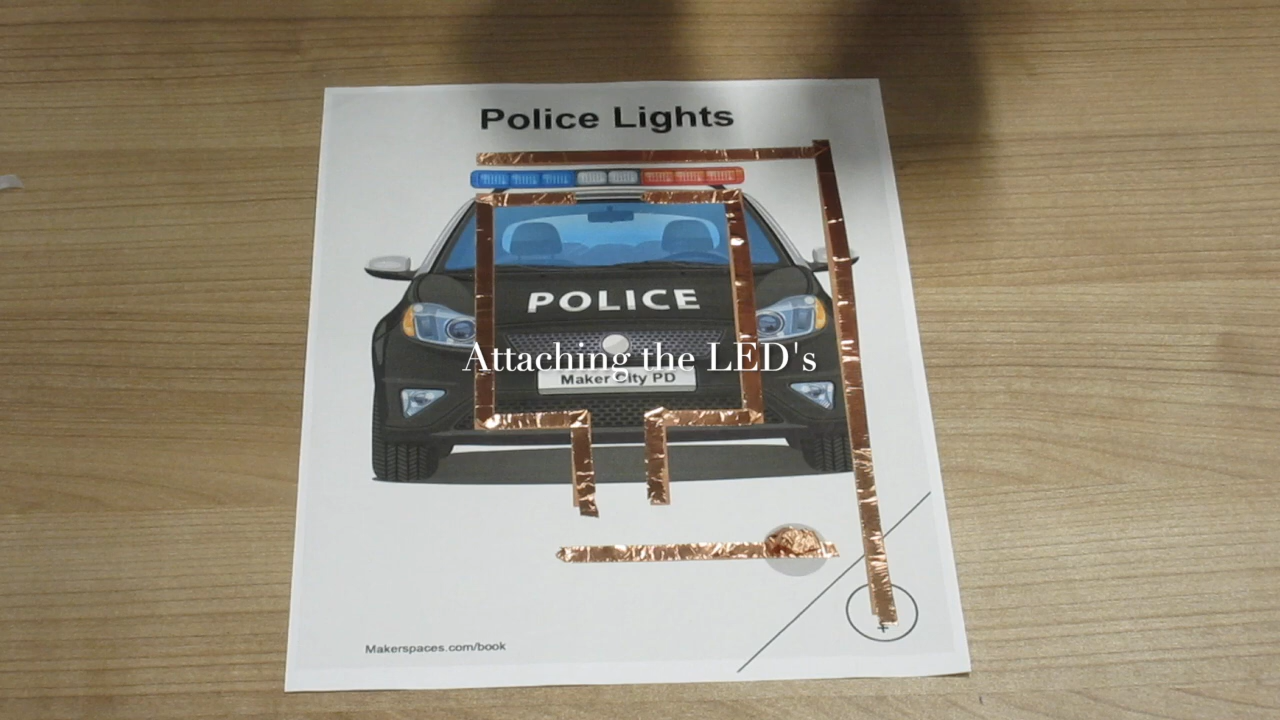 Police Lights
POLICE
Attaching the LED's
Maker City PD
+
Makerspaces.com/book